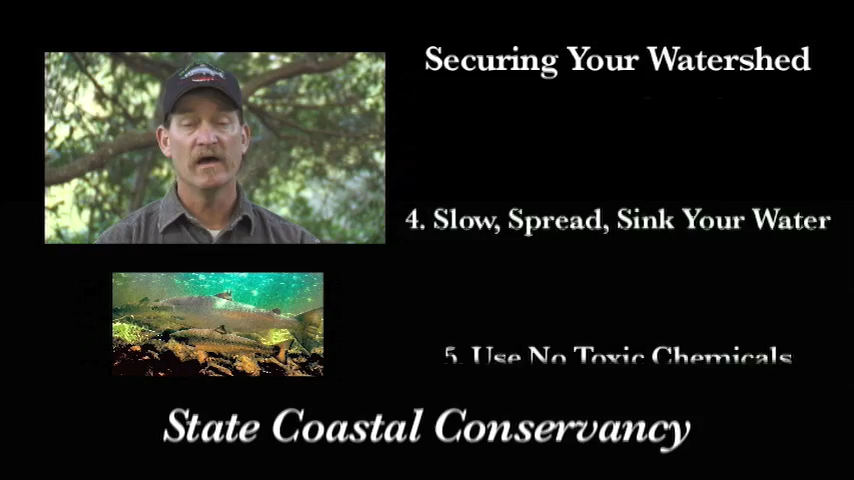 Securing Your Watershed
4. Slow, Spread, Sink Your Water
5. Use No Toxic Chemicals
State Coastal Conservancy